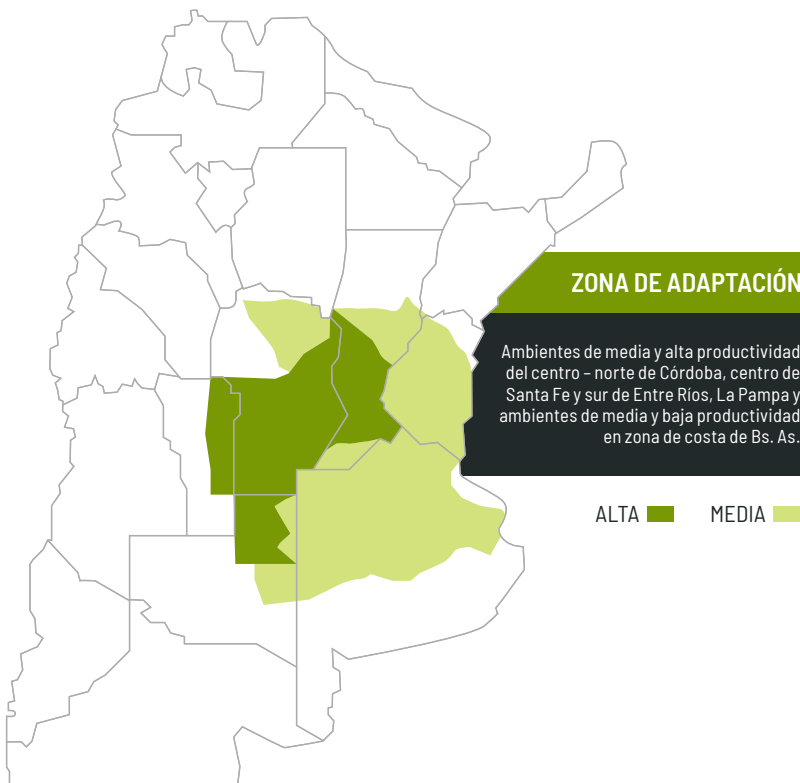 ZONA DE ADAPTACIÓN
Ambientes de media y alta productividad
del centro – norte de Córdoba, centro de
Santa Fe y sur de Entre Ríos, La Pampa y
ambientes de media y baja productividad
en zona de costa de Bs. As.
ALTA MEDIA